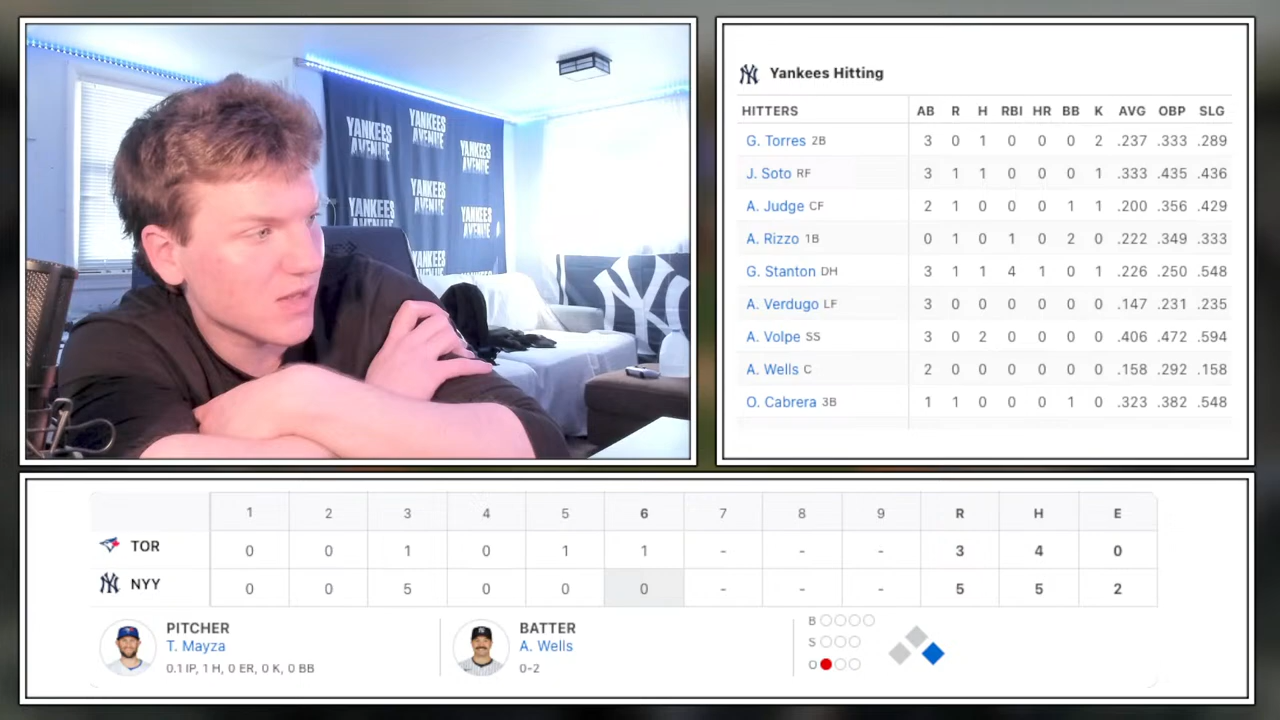 YANKEES AVENUE
YANKEES AVENUE
YANKEES AVENUE
YANKEES AVENUE
YANKEES AVENUE
YANKEES AVENUE
YANKEES
Yankees Hitting
HITTERS AB R H RBI HR BB K AVG OBP SLG
G. Torres 2B 3 0 1 0 0 0 2 .237 .333 .289
J. Soto RF 3 1 1 0 0 0 1 .333 .435 .436
A. Judge CF 2 1 0 0 0 1 1 .200 .356 .429
A. Rizzo 1B 0 1 0 1 0 2 0 .222 .349 .333
G. Stanton DH 3 1 1 4 1 0 1 .226 .250 .548
A. Verdugo LF 3 0 0 0 0 0 0 .147 .231 .235
A. Volpe SS 3 0 2 0 0 0 0 .406 .472 .594
A. Wells C 2 0 0 0 0 0 0 .158 .292 .158
O. Cabrera 3B 1 1 0 0 0 1 0 .323 .382 .548
1 2 3 4 5 6 7 8 9 R H E
TOR 0 0 1 0 1 1 - - - 3 4 0
NYY 0 0 5 0 0 0 - - - 5 5 2
PITCHER
T. Mayza
0.1 IP, 1 H, 0 ER, 0 K, 0 BB
BATTER
A. Wells
0-2
B
S
O